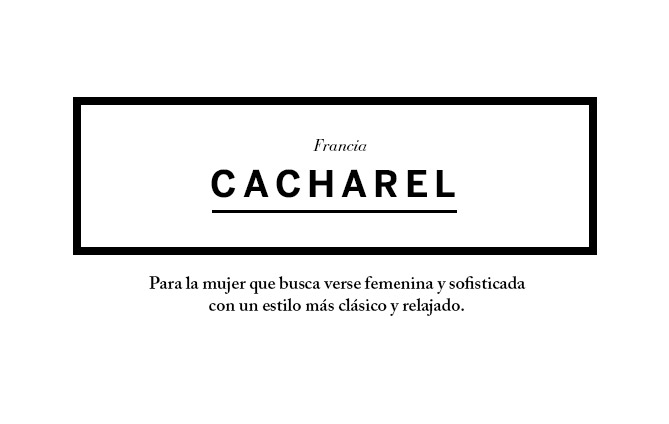 Francia
CACHAREL
Para la mujer que busca verse femenina y sofisticada
con un estilo más clásico y relajado.